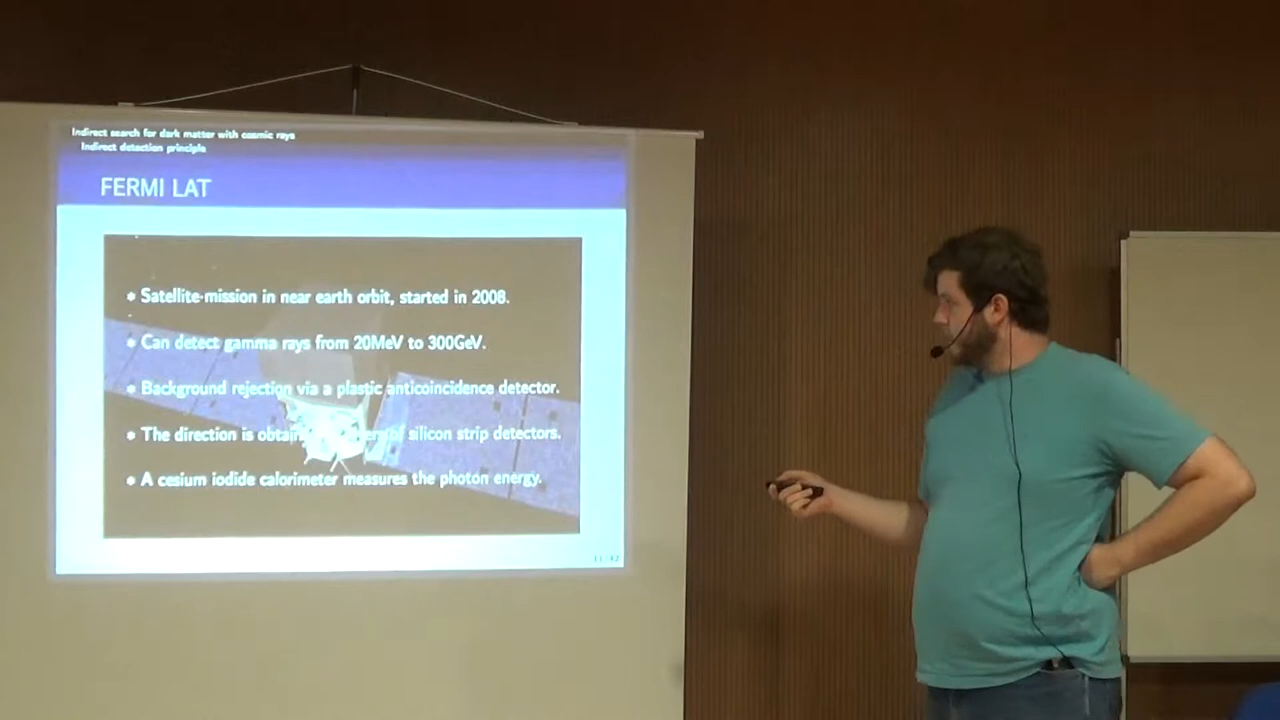 Indirect search for dark matter with cosmic rays
Indirect detection principle
FERMI LAT
• Satellite-mission in near earth orbit, started in 2008.
• Can detect gamma rays from 20MeV to 300GeV.
• Background rejection via a plastic anticoincidence detector.
• The direction is of silicon strip detectors.
• A cesium iodide calorimeter measures the photon energy.